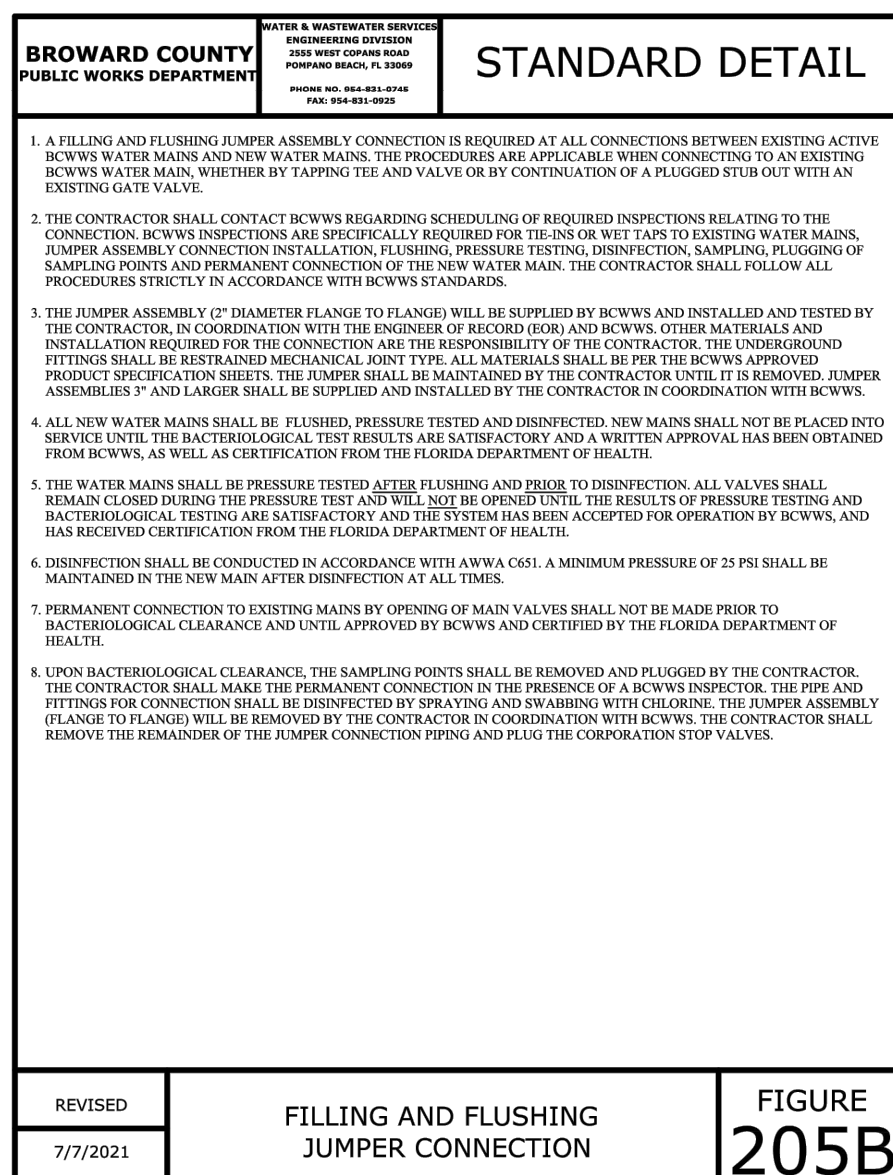 BROWARD COUNTY
PUBLIC WORKS DEPARTMENT
WATER & WASTEWATER SERVICES
ENGINEERING DIVISION
2555 WEST COPANS ROAD
POMPANO BEACH, FL 33069
PHONE NO. 954-831-0745
FAX: 954-831-0925
STANDARD DETAIL
1. A FILLING AND FLUSHING JUMPER ASSEMBLY CONNECTION IS REQUIRED AT ALL CONNECTIONS BETWEEN EXISTING ACTIVE
BCWWS WATER MAINS AND NEW WATER MAINS. THE PROCEDURES ARE APPLICABLE WHEN CONNECTING TO AN EXISTING
BCWWS WATER MAIN, WHETHER BY TAPPING TEE AND VALVE OR BY CONTINUATION OF A PLUGGED STUB OUT WITH AN
EXISTING GATE VALVE.
2. THE CONTRACTOR SHALL CONTACT BCWWS REGARDING SCHEDULING OF REQUIRED INSPECTIONS RELATING TO THE
CONNECTION. BCWWS INSPECTIONS ARE SPECIFICALLY REQUIRED FOR TIE-INS OR WET TAPS TO EXISTING WATER MAINS,
JUMPER ASSEMBLY CONNECTION INSTALLATION, FLUSHING, PRESSURE TESTING, DISINFECTION, SAMPLING, PLUGGING OF
SAMPLING POINTS AND PERMANENT CONNECTION OF THE NEW WATER MAIN. THE CONTRACTOR SHALL FOLLOW ALL
PROCEDURES STRICTLY IN ACCORDANCE WITH BCWWS STANDARDS.
3. THE JUMPER ASSEMBLY (2" DIAMETER FLANGE TO FLANGE) WILL BE SUPPLIED BY BCWWS AND INSTALLED AND TESTED BY
THE CONTRACTOR, IN COORDINATION WITH THE ENGINEER OF RECORD (EOR) AND BCWWS. OTHER MATERIALS AND
INSTALLATION REQUIRED FOR THE CONNECTION ARE THE RESPONSIBILITY OF THE CONTRACTOR. THE UNDERGROUND
FITTINGS SHALL BE RESTRAINED MECHANICAL JOINT TYPE. ALL MATERIALS SHALL BE PER THE BCWWS APPROVED
PRODUCT SPECIFICATION SHEETS. THE JUMPER SHALL BE MAINTAINED BY THE CONTRACTOR UNTIL IT IS REMOVED. JUMPER
ASSEMBLIES 3" AND LARGER SHALL BE SUPPLIED AND INSTALLED BY THE CONTRACTOR IN COORDINATION WITH BCWWS.
4. ALL NEW WATER MAINS SHALL BE FLUSHED, PRESSURE TESTED AND DISINFECTED. NEW MAINS SHALL NOT BE PLACED INTO
SERVICE UNTIL THE BACTERIOLOGICAL TEST RESULTS ARE SATISFACTORY AND A WRITTEN APPROVAL HAS BEEN OBTAINED
FROM BCWWS, AS WELL AS CERTIFICATION FROM THE FLORIDA DEPARTMENT OF HEALTH.
5. THE WATER MAINS SHALL BE PRESSURE TESTED AFTER FLUSHING AND PRIOR TO DISINFECTION. ALL VALVES SHALL
REMAIN CLOSED DURING THE PRESSURE TEST AND WILL NOT BE OPENED UNTIL THE RESULTS OF PRESSURE TESTING AND
BACTERIOLOGICAL TESTING ARE SATISFACTORY AND THE SYSTEM HAS BEEN ACCEPTED FOR OPERATION BY BCWWS, AND
HAS RECEIVED CERTIFICATION FROM THE FLORIDA DEPARTMENT OF HEALTH.
6. DISINFECTION SHALL BE CONDUCTED IN ACCORDANCE WITH AWWA C651. A MINIMUM PRESSURE OF 25 PSI SHALL BE
MAINTAINED IN THE NEW MAIN AFTER DISINFECTION AT ALL TIMES.
7. PERMANENT CONNECTION TO EXISTING MAINS BY OPENING OF MAIN VALVES SHALL NOT BE MADE PRIOR TO
BACTERIOLOGICAL CLEARANCE AND UNTIL APPROVED BY BCWWS AND CERTIFIED BY THE FLORIDA DEPARTMENT OF
HEALTH.
8. UPON BACTERIOLOGICAL CLEARANCE, THE SAMPLING POINTS SHALL BE REMOVED AND PLUGGED BY THE CONTRACTOR.
THE CONTRACTOR SHALL MAKE THE PERMANENT CONNECTION IN THE PRESENCE OF A BCWWS INSPECTOR. THE PIPE AND
FITTINGS FOR CONNECTION SHALL BE DISINFECTED BY SPRAYING AND SWABBING WITH CHLORINE. THE JUMPER ASSEMBLY
(FLANGE TO FLANGE) WILL BE REMOVED BY THE CONTRACTOR IN COORDINATION WITH BCWWS. THE CONTRACTOR SHALL
REMOVE THE REMAINDER OF THE JUMPER CONNECTION PIPING AND PLUG THE CORPORATION STOP VALVES.
REVISED
7/7/2021
FILLING AND FLUSHING
JUMPER CONNECTION
FIGURE
205B